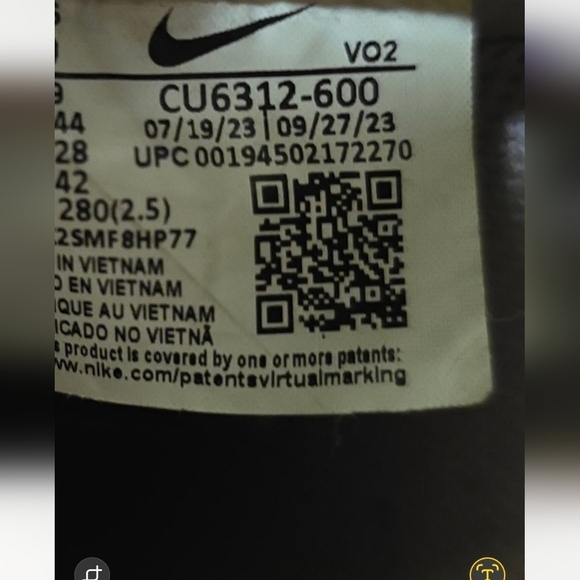 VO2
CU6312-600
44
07/19/23 | 09/27/23
28
UPC 00194502172270
42
280(2.5)
2SMF8HP77
IN VIETNAM
EN VIETNAM
QUE AU VIETNAM
ICADO NO VIETNÃ
s product is covered by one or more patents:
ww.nike.com/patentsvirtualmarking
T